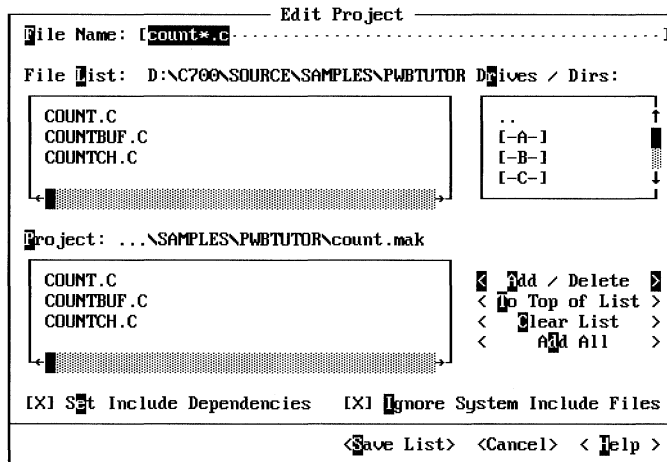 Edit Project
File Name: [count*.c]
File List: D:\C700\SOURCE\SAMPLES\PWBTUTOR Drives / Dirs:
COUNT.C
COUNTBUF.C
COUNTCH.C
..
[-A-]
[-B-]
[-C-]
Project: ...\SAMPLES\PWBTUTOR\count.mak
COUNT.C
COUNTBUF.C
COUNTCH.C
< Add / Delete >
< To Top of List >
< Clear List >
< Add All >
[X] Set Include Dependencies [X] Ignore System Include Files
<Save List> <Cancel> < Help >